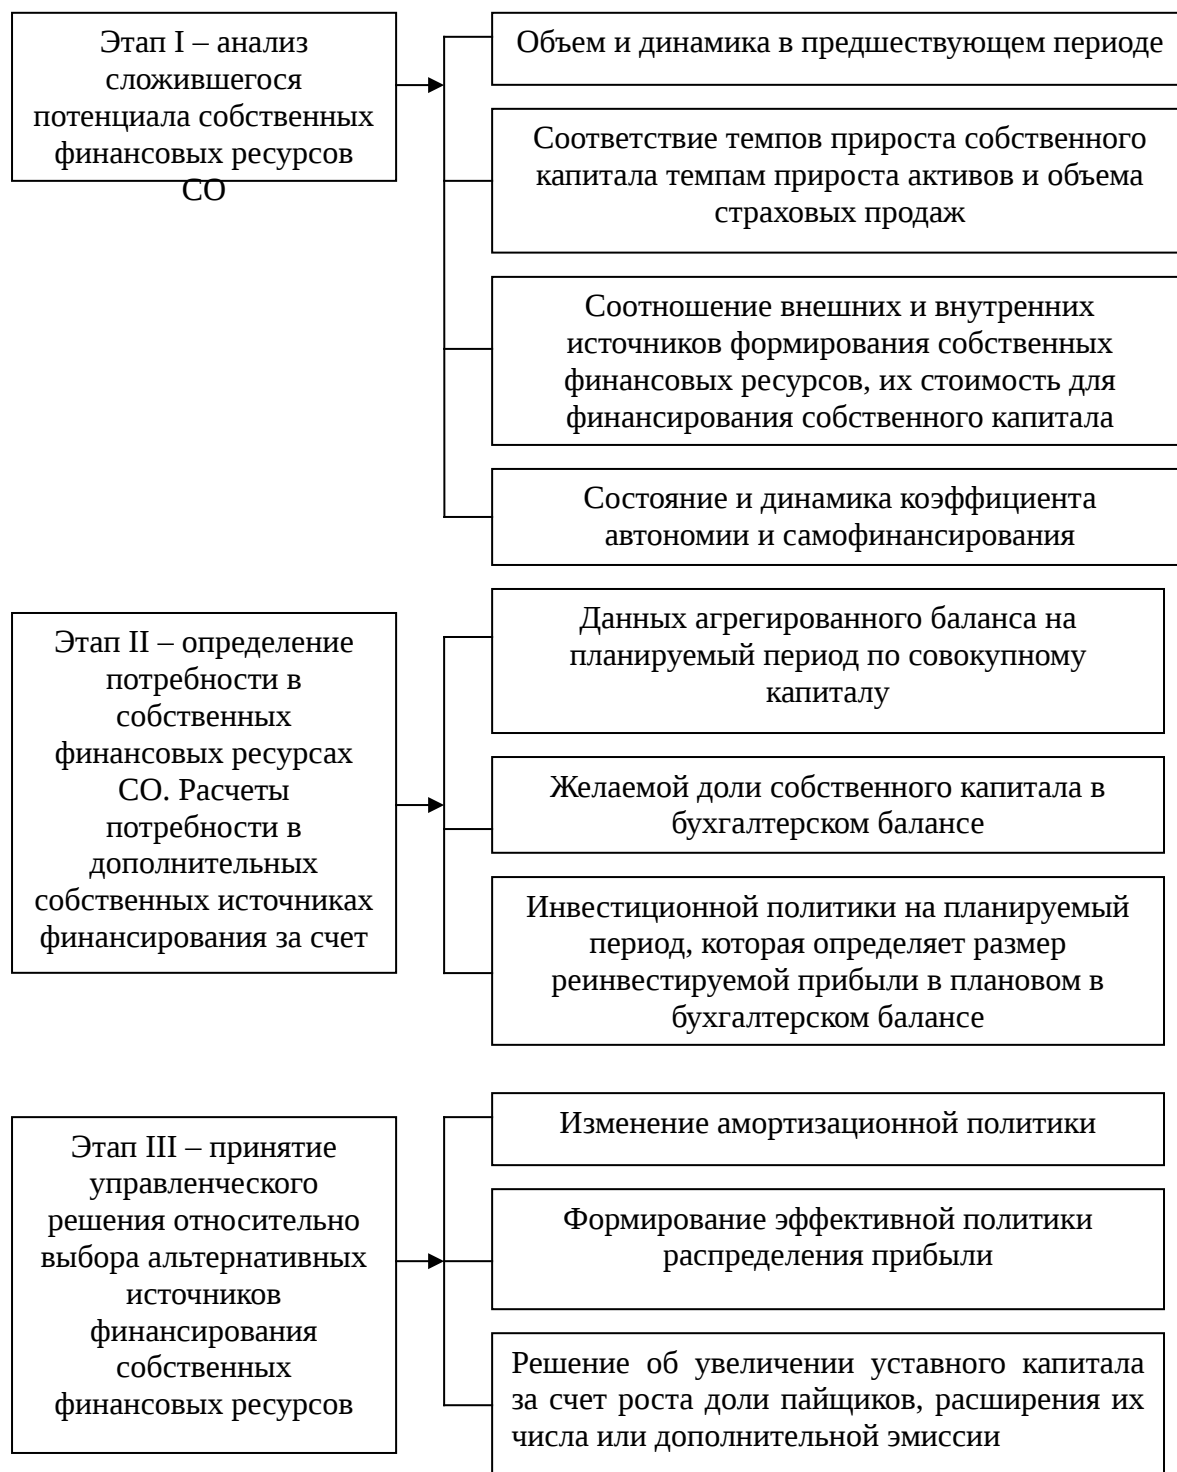 Этап I – анализ
сложившегося
потенциала собственных
финансовых ресурсов
СО
Объем и динамика в предшествующем периоде
Соответствие темпов прироста собственного
капитала темпам прироста активов и объема
страховых продаж
Соотношение внешних и внутренних
источников формирования собственных
финансовых ресурсов, их стоимость для
финансирования собственного капитала
Состояние и динамика коэффициента
автономии и самофинансирования
Этап II – определение
потребности в
собственных
финансовых ресурсах
СО. Расчеты
потребности в
дополнительных
собственных источниках
финансирования за счет
Данных агрегированного баланса на
планируемый период по совокупному
капиталу
Желаемой доли собственного капитала в
бухгалтерском балансе
Инвестиционной политики на планируемый
период, которая определяет размер
реинвестируемой прибыли в плановом в
бухгалтерском балансе
Этап III – принятие
управленческого
решения относительно
выбора альтернативных
источников
финансирования
собственных
финансовых ресурсов
Изменение амортизационной политики
Формирование эффективной политики
распределения прибыли
Решение об увеличении уставного капитала
за счет роста доли пайщиков, расширения их
числа или дополнительной эмиссии